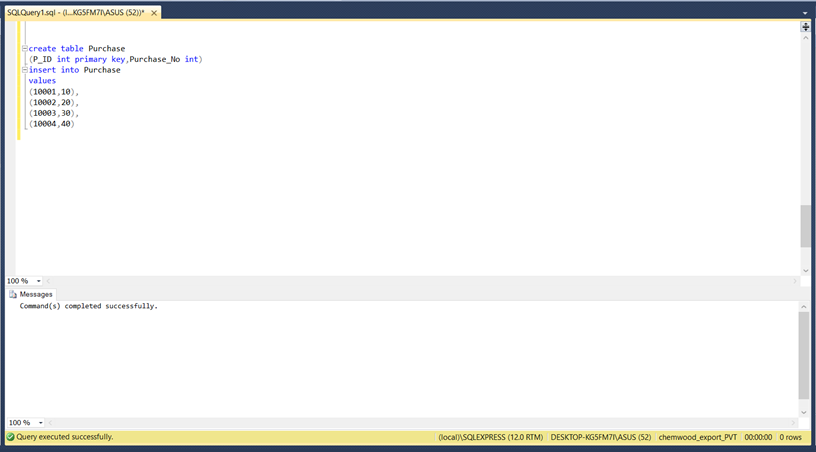 SQLQuery1.sql - (l...KG5FM7I\ASUS (52))*
create table Purchase
(P_ID int primary key,Purchase_No int)
insert into Purchase
values
(10001,10),
(10002,20),
(10003,30),
(10004,40)
100 %
Messages
Command(s) completed successfully.
100 %
Query executed successfully. (local)\SQLEXPRESS (12.0 RTM) DESKTOP-KG5FM7I\ASUS (52) chemwood_export_PVT 00:00:00 0 rows